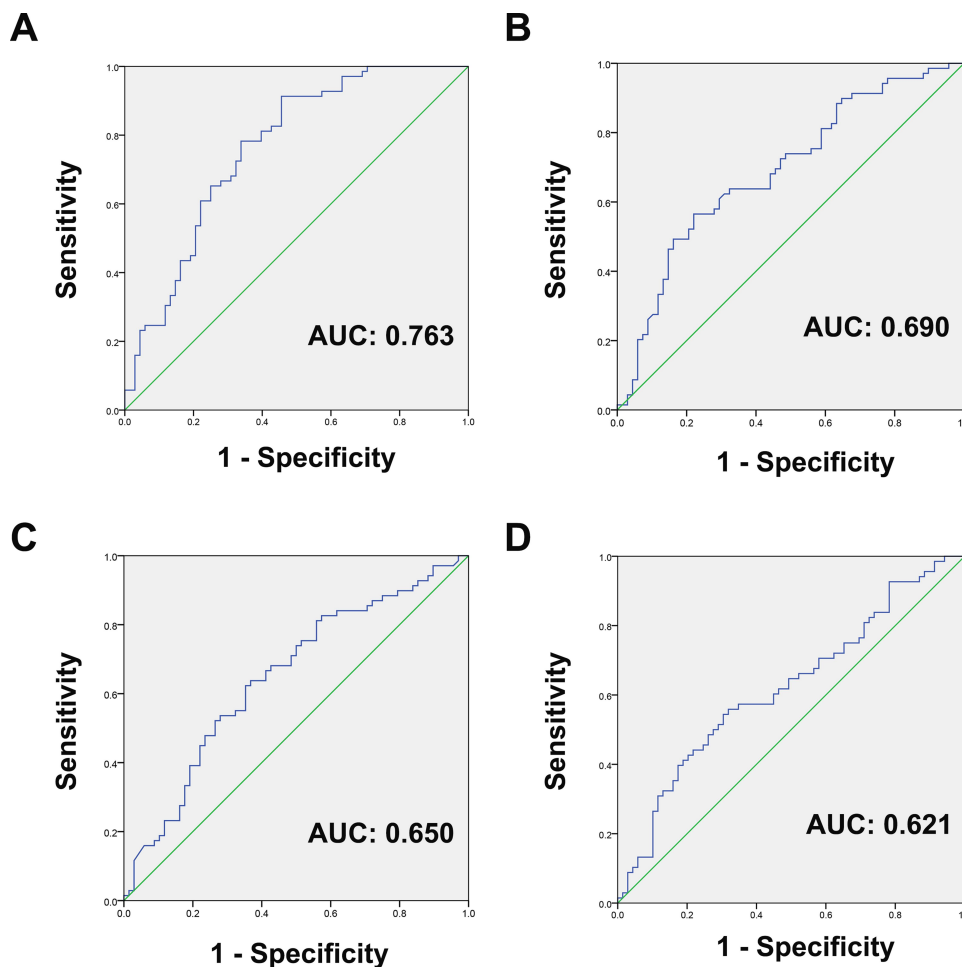 A
Sensitivity
1.0
0.8
0.6
0.4
0.2
0.0
0.0 0.2 0.4 0.6 0.8 1.0
AUC: 0.763
1 - Specificity
B
Sensitivity
1.0
0.8
0.6
0.4
0.2
0.0
0.0 0.2 0.4 0.6 0.8 1.
AUC: 0.690
1 - Specificity
C
Sensitivity
1.0
0.8
0.6
0.4
0.2
0.0
0.0 0.2 0.4 0.6 0.8 1.0
AUC: 0.650
1 - Specificity
D
Sensitivity
1.0
0.8
0.6
0.4
0.2
0.0
0.0 0.2 0.4 0.6 0.8 1.
AUC: 0.621
1 - Specificity